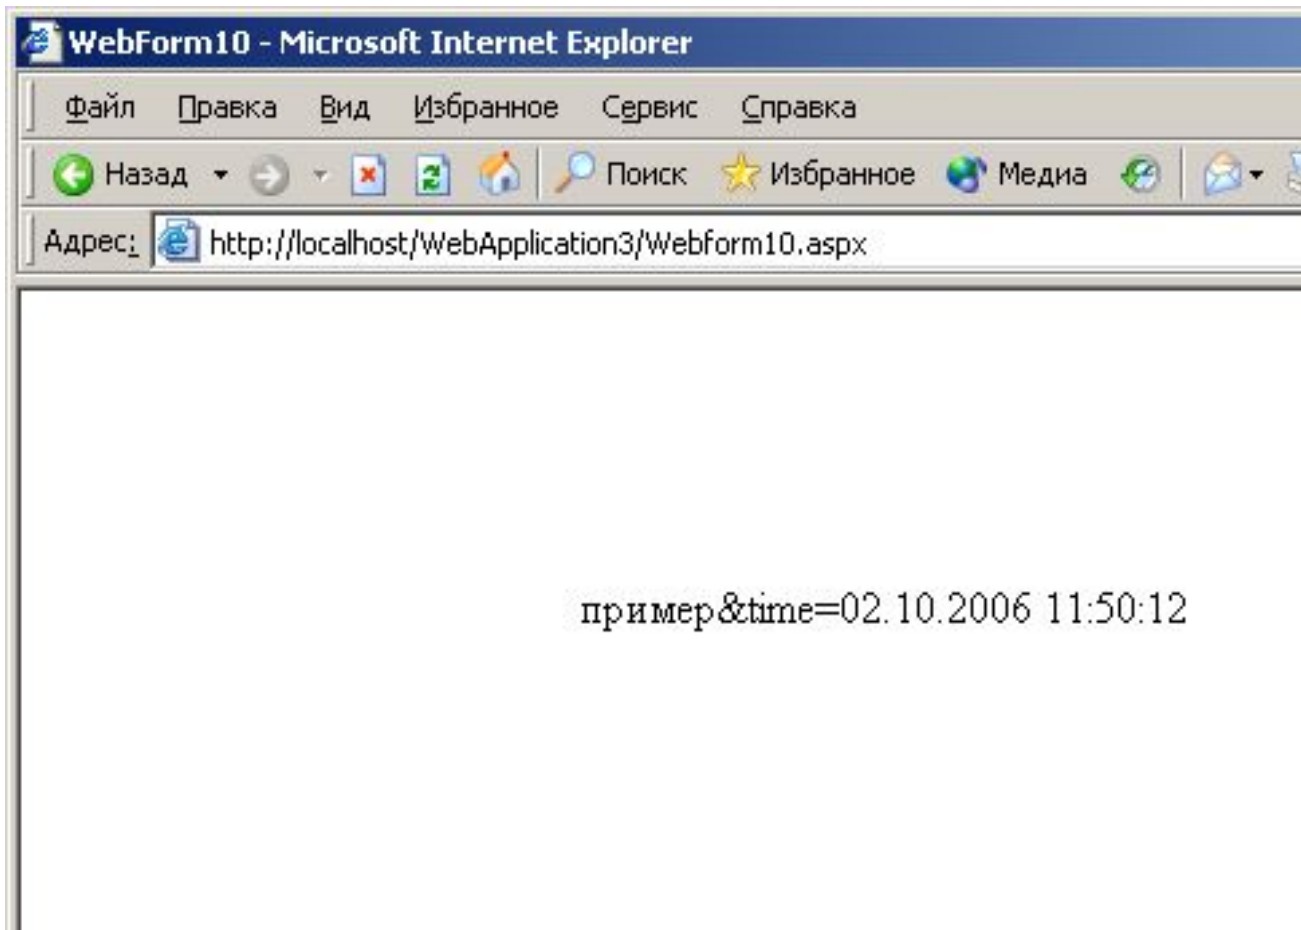 WebForm10 - Microsoft Internet Explorer
Файл Правка Вид Избранное Сервис Справка
Назад Поиск Избранное Медиа
Адрес: http://localhost/WebApplication3/Webform10.aspx
пример&time=02.10.2006 11:50:12